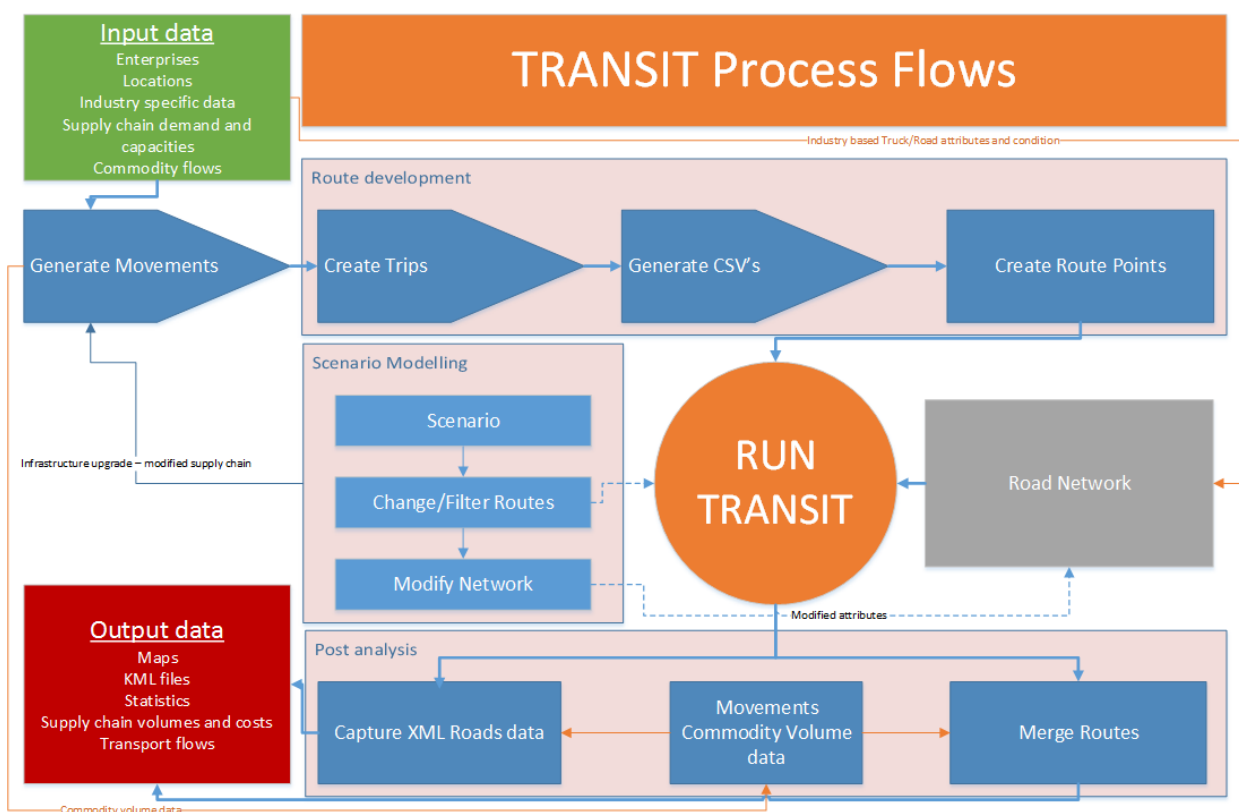 Input data
Enterprises
Locations
Industry specific data
Supply chain demand and
capacities
Commodity flows
TRANSIT Process Flows
Industry based Truck/Road attributes and condition
Route development
Generate Movements
Create Trips
Generate CSV's
Create Route Points
Scenario Modelling
Scenario
Change/Filter Routes
Modify Network
Infrastructure upgrade – modified supply chain
RUN
TRANSIT
Road Network
Modified attributes
Output data
Maps
KML files
Statistics
Supply chain volumes and costs
Transport flows
Post analysis
Capture XML Roads data
Movements
Commodity Volume
data
Merge Routes
Commodity volume data